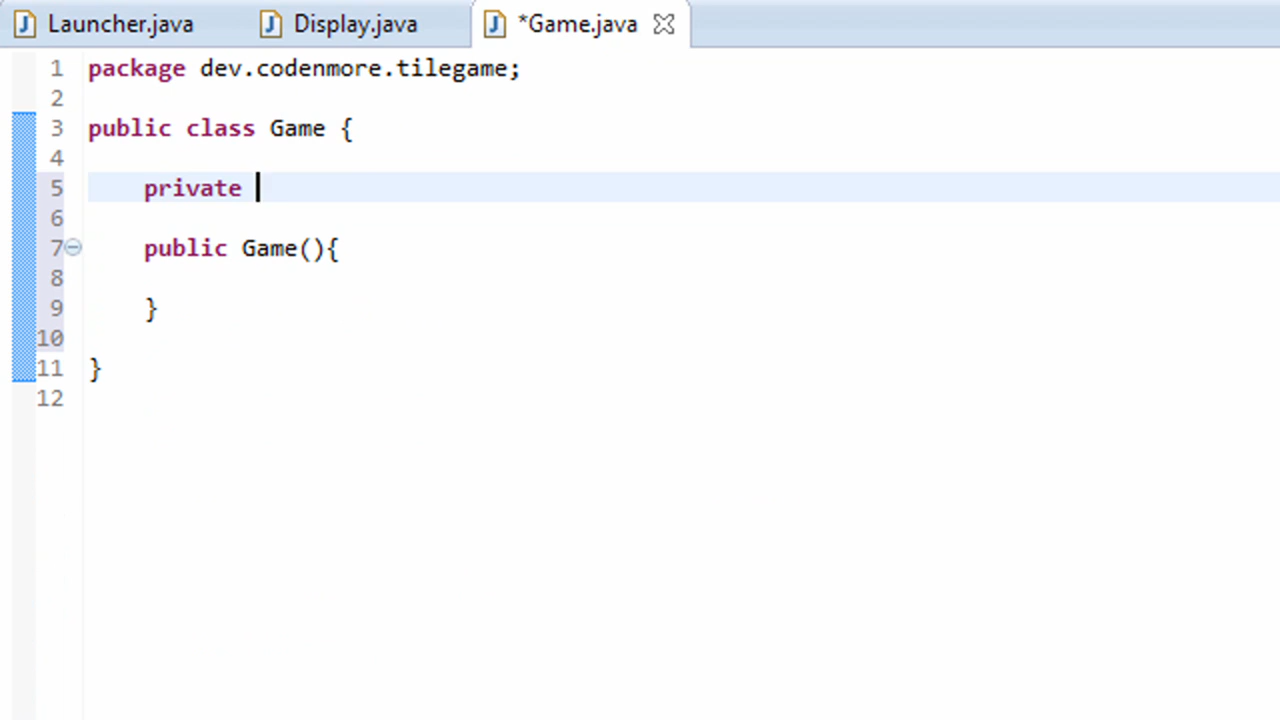 Launcher.java Display.java *Game.java
1 package dev.codenmore.tilegame;
2
3 public class Game {
4
5 private
6
7 public Game(){
8
9 }
10
11 }
12